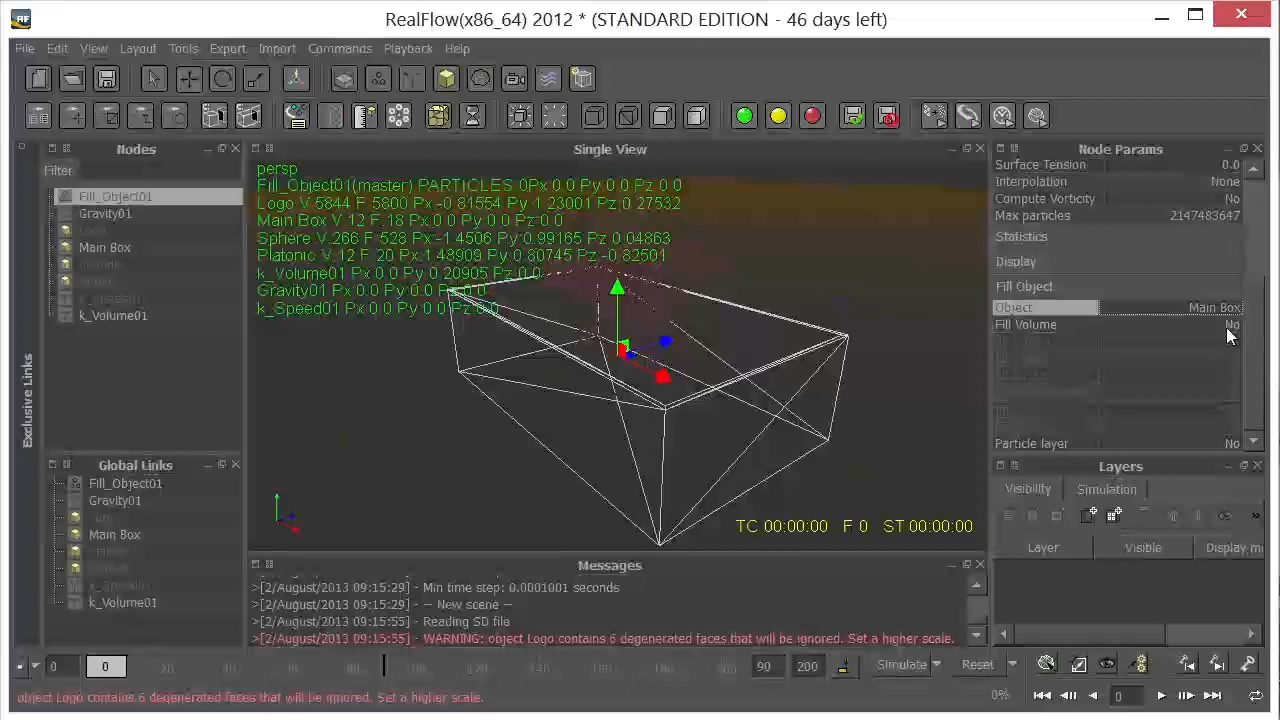 RealFlow(x86_64) 2012 * (STANDARD EDITION - 46 days left)
File Edit View Layout Tools Export Import Commands Playback Help
Nodes
Filter
Fill_Object01
Gravity01
Main Box
k_Volume01
Exclusive Links
Global Links
Fill_Object01
Gravity01
Main Box
k_Volume01
Single View
persp
Fill_Object01(master) PARTICLES 0Px 0.0 Py 0.0 Pz 0.0
Logo V 5844 F 5800 Px -0.81554 Py 1.23001 Pz 0.27532
Main Box V 12 F 18 Px 0.0 Py 0.0 Pz 0.0
Sphere V 266 F 528 Px -1.4506 Py 0.99165 Pz 0.04863
Platonic V 12 F 20 Px 1.48909 Py 0.80745 Pz -0.82501
k_Volume01 Px 0.0 Py 0.20905 Pz 0.0
Gravity01 Px 0.0 Py 0.0 Pz 0.0
k_Speed01 Px 0.0 Py 0.0 Pz 0.0
TC 00:00:00 F 0 ST 00:00:00
Messages
>[2/August/2013 09:15:29] - Min time step: 0.0001001 seconds
>[2/August/2013 09:15:29] - -- New scene --
>[2/August/2013 09:15:55] - Reading SD file
>[2/August/2013 09:15:55] - WARNING: object Logo contains 6 degenerated faces that will be ignored. Set a higher scale.
Node Params
Surface Tension 0.0
Interpolation None
Compute Vorticity No
Max particles 2147483647
Statistics
Display
Fill Object
Object Main Box
Fill Volume No
Particle layer No
Layers
Visibility Simulation
»
Layer Visible Display mi
0 0 20 140 180 90 200 Simulate Reset
object Logo contains 6 degenerated faces that will be ignored. Set a higher scale.
0% 0